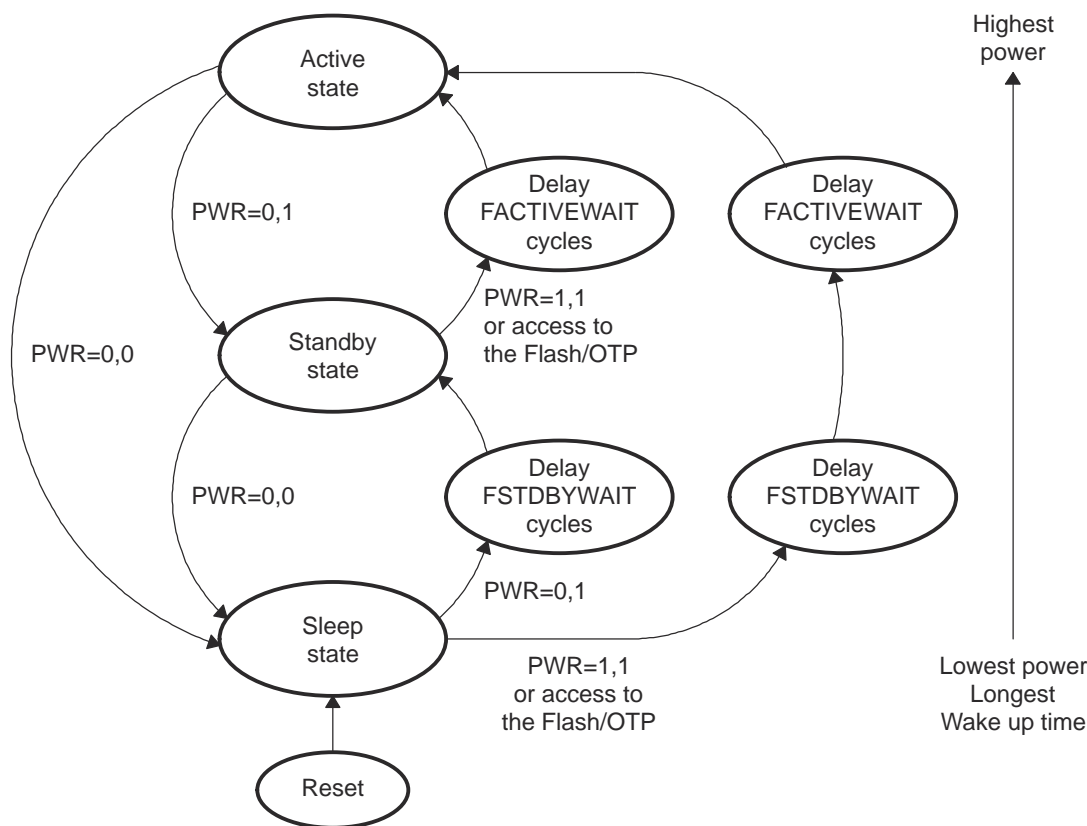 Active
state
Highest
power
Delay
FACTIVEWAIT
cycles
Delay
FACTIVEWAIT
cycles
PWR=0,1
PWR=1,1
or access to
the Flash/OTP
Standby
state
PWR=0,0
Delay
FSTDBYWAIT
cycles
Delay
FSTDBYWAIT
cycles
PWR=0,0
PWR=0,1
Sleep
state
PWR=1,1
or access to
the Flash/OTP
Lowest power
Longest
Wake up time
Reset